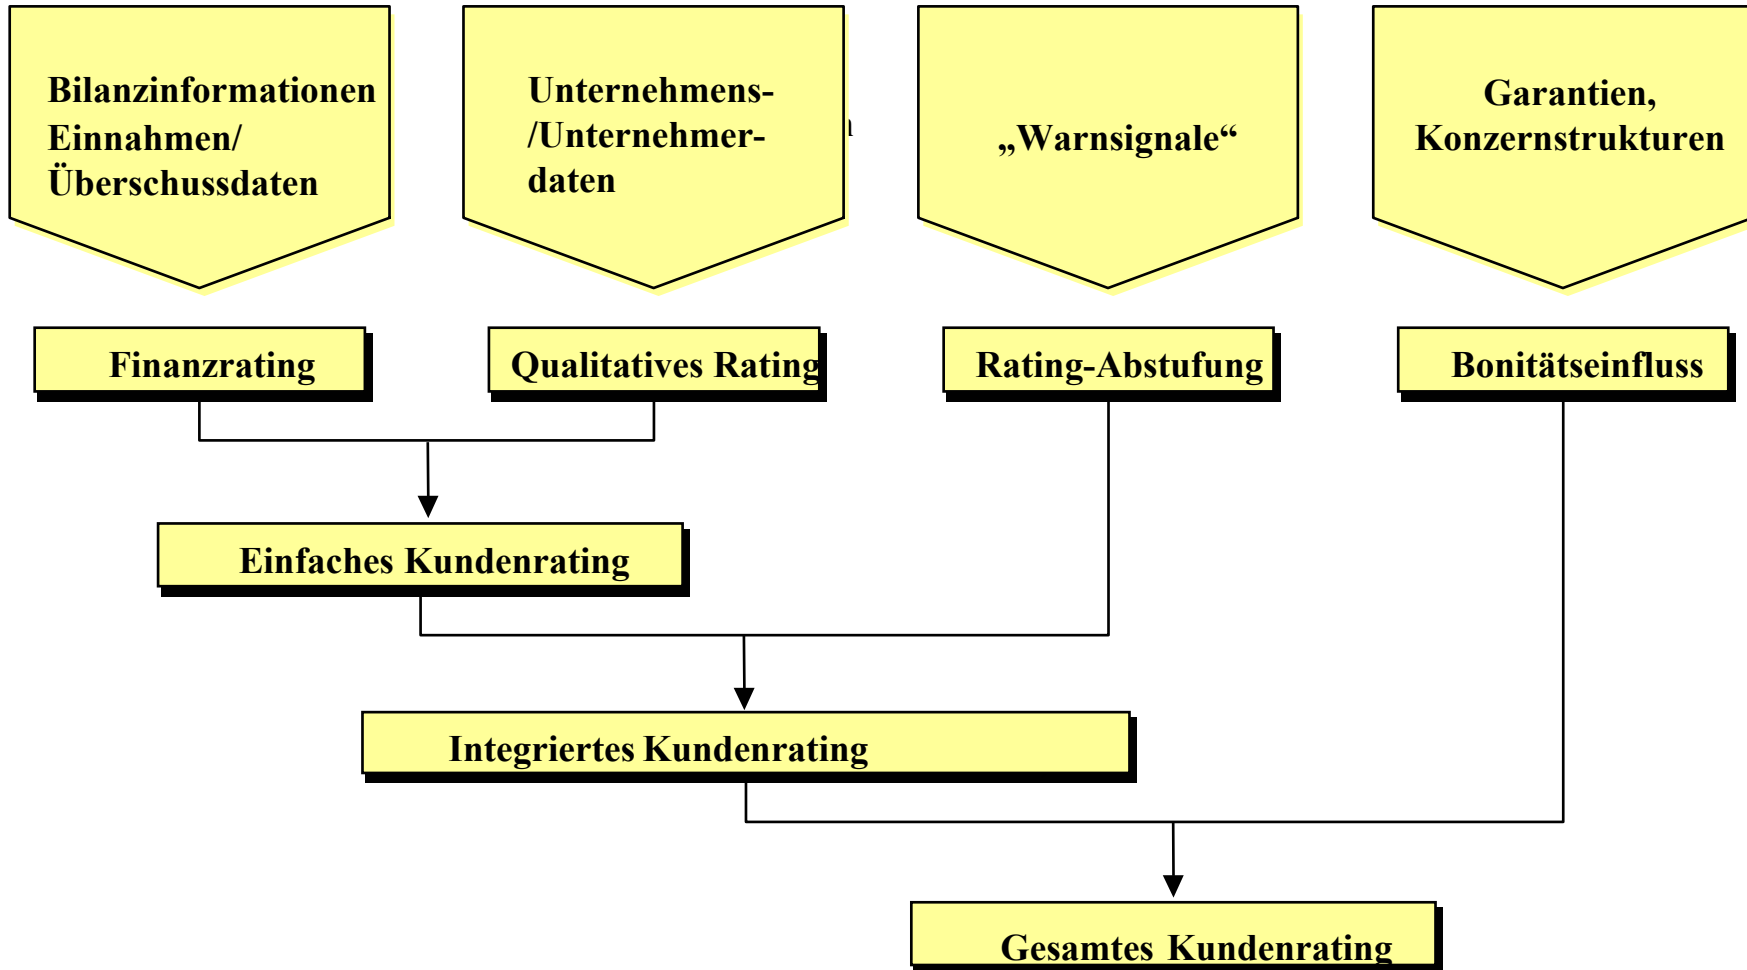 Bilanzinformationen
Einnahmen/
Überschussdaten
Unternehmens-
/Unternehmer-
daten
„Warnsignale“
Garantien,
Konzernstrukturen
Finanzrating
Qualitatives Rating
Rating-Abstufung
Bonitätseinfluss
Einfaches Kundenrating
Integriertes Kundenrating
Gesamtes Kundenrating